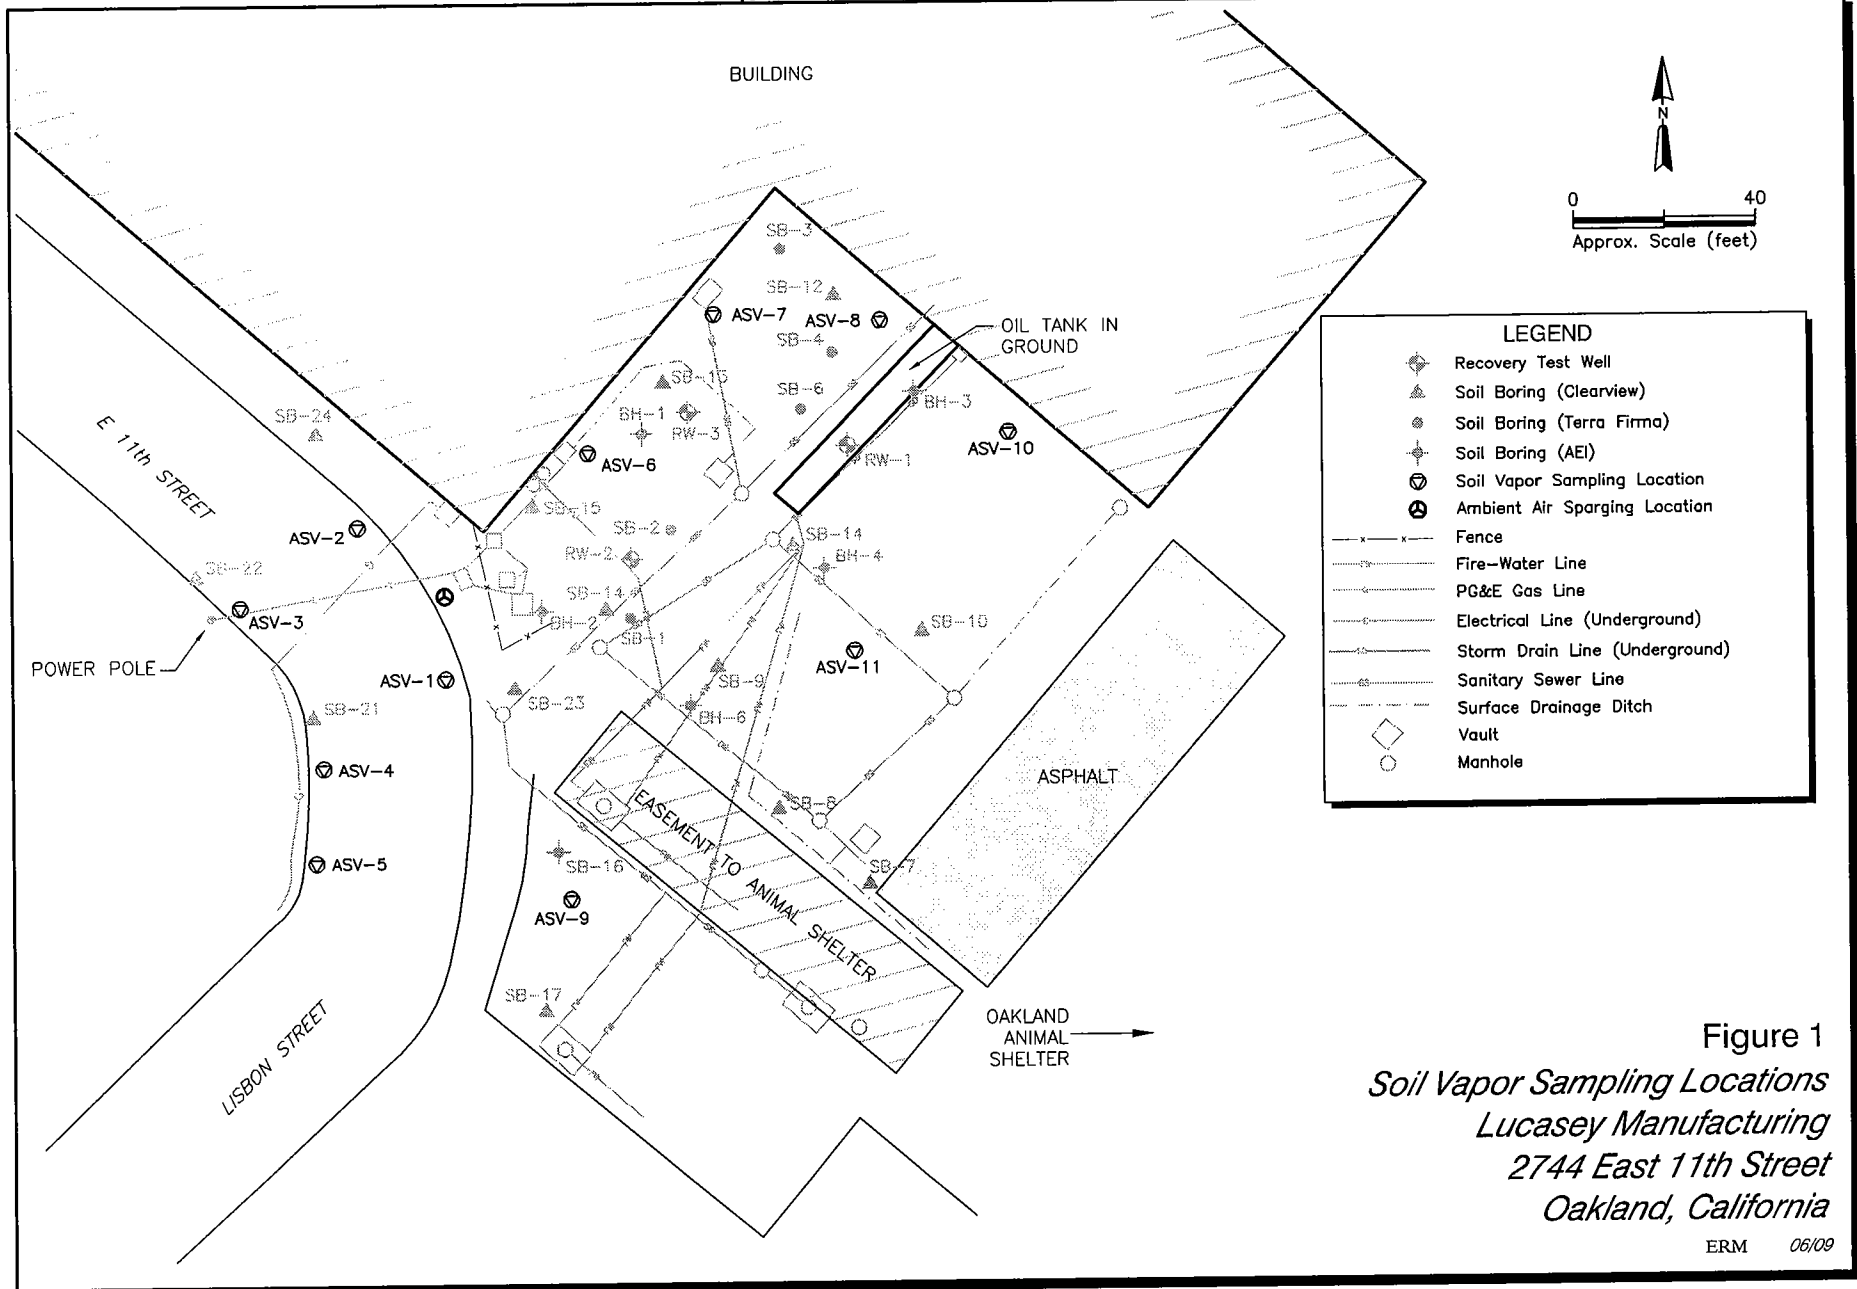 BUILDING
N
0 40
Approx. Scale (feet)
SB-3
SB-12
ASV-7
ASV-8
SB-4
OIL TANK IN
GROUND
SB-6
BH-3
BH-1
RW-3
SB-24
E 11th STREET
ASV-6
RW-1
ASV-10
SB-15
SB-2
SB-14
ASV-2
RW-2
BH-4
SB-22
SB-14
ASV-3
BH-2
SB-1
SB-10
POWER POLE
ASV-1
ASV-11
SB-9
SB-23
SB-21
BH-6
ASV-4
ASPHALT
SB-8
EASEMENT TO ANIMAL SHELTER
ASV-5
SB-16
SB-7
ASV-9
SB-17
LISBON STREET
OAKLAND
ANIMAL
SHELTER
LEGEND
Recovery Test Well
Soil Boring (Clearview)
Soil Boring (Terra Firma)
Soil Boring (AEI)
Soil Vapor Sampling Location
Ambient Air Sparging Location
Fence
Fire-Water Line
PG&E Gas Line
Electrical Line (Underground)
Storm Drain Line (Underground)
Sanitary Sewer Line
Surface Drainage Ditch
Vault
Manhole
Figure 1
Soil Vapor Sampling Locations
Lucasey Manufacturing
2744 East 11th Street
Oakland, California
ERM 06/09